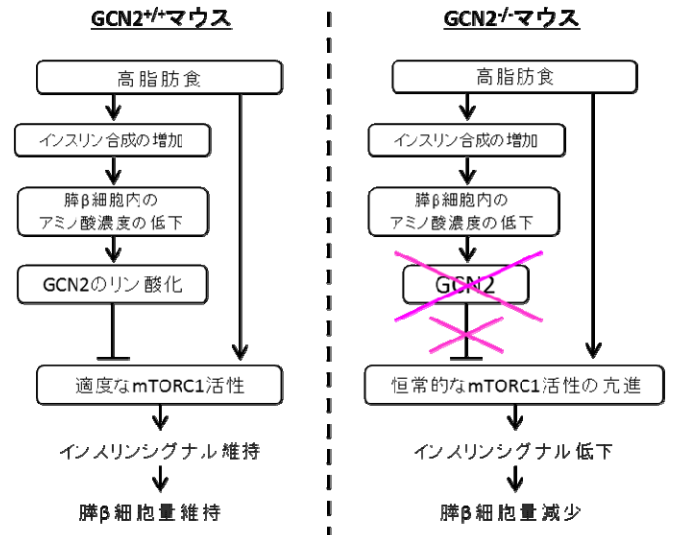 GCN2+/+マウス
高脂肪食
インスリン合成の増加
膵β細胞内の
アミノ酸濃度の低下
GCN2のリン酸化
適度なmTORC1活性
インスリンシグナル維持
膵β細胞量維持
GCN2-/-マウス
高脂肪食
インスリン合成の増加
膵β細胞内の
アミノ酸濃度の低下
GCN2
恒常的なmTORC1活性の亢進
インスリンシグナル低下
膵β細胞量減少